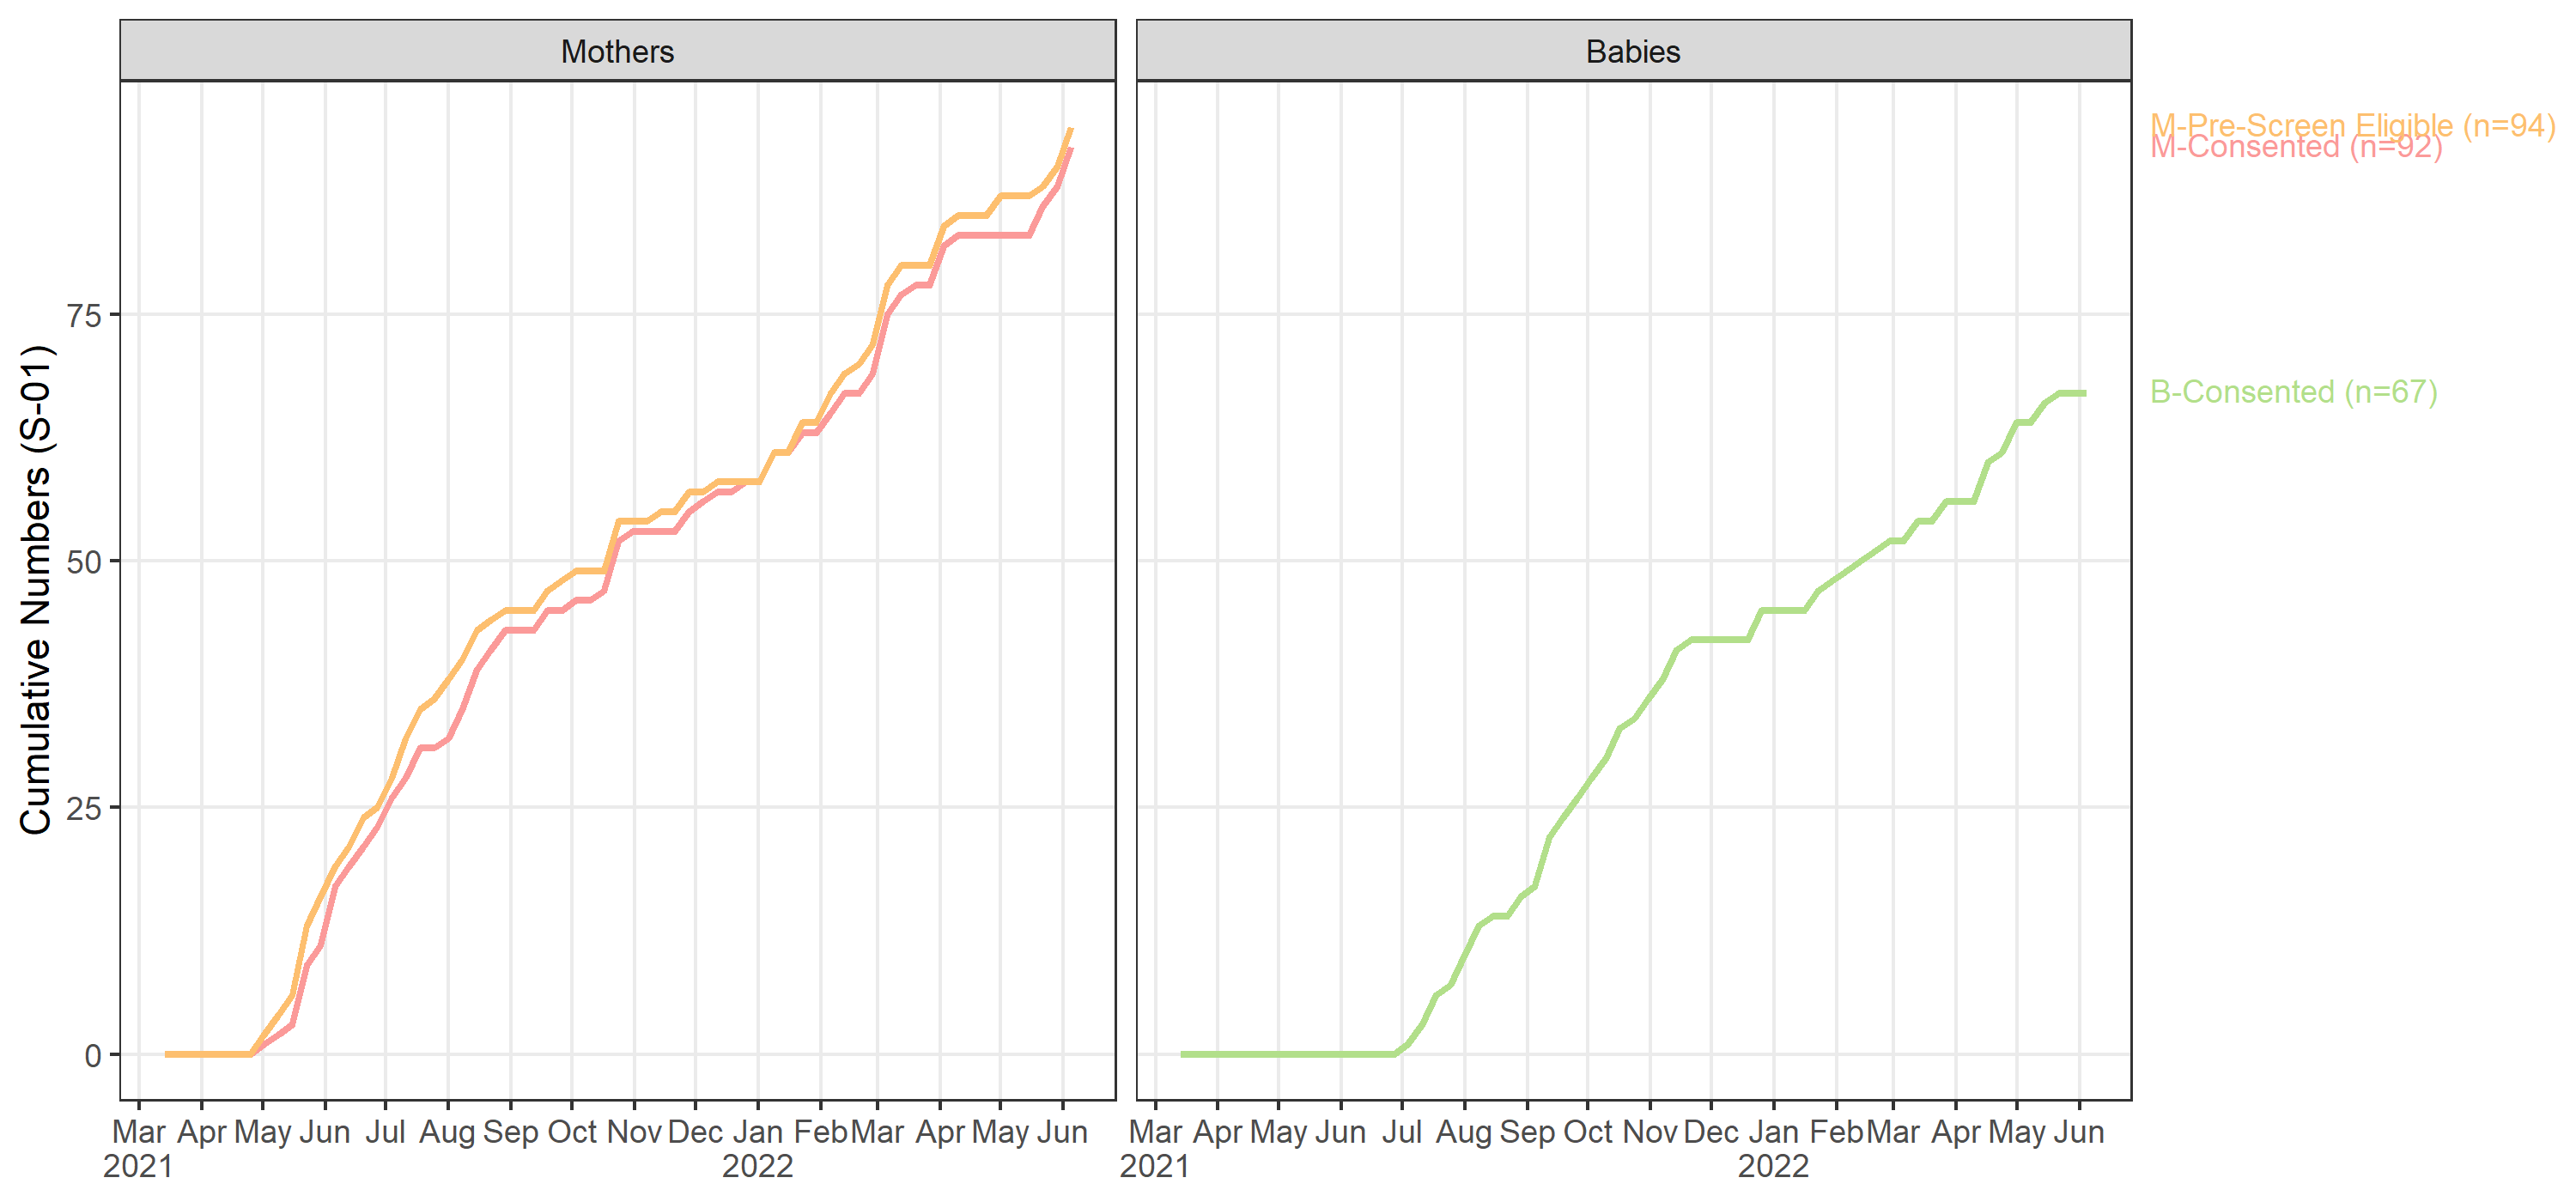 Mothers
Babies
M-Pre-Screen Eligible (n=94)
M-Consented (n=92)
B-Consented (n=67)
Cumulative Numbers (S-01)
75
50
25
0
Mar Apr May Jun Jul Aug Sep Oct Nov Dec Jan Feb Mar Apr May Jun
2021 2022
Mar Apr May Jun Jul Aug Sep Oct Nov Dec Jan Feb Mar Apr May Jun
2021 2022